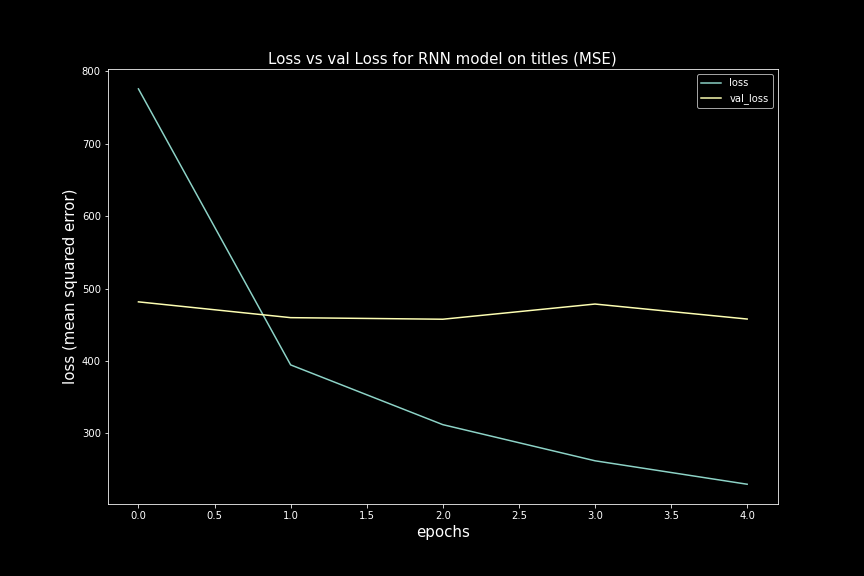 Loss vs val Loss for RNN model on titles (MSE)
loss
val_loss
loss (mean squared error)
800
700
600
500
400
300
0.0 0.5 1.0 1.5 2.0 2.5 3.0 3.5 4.0
epochs